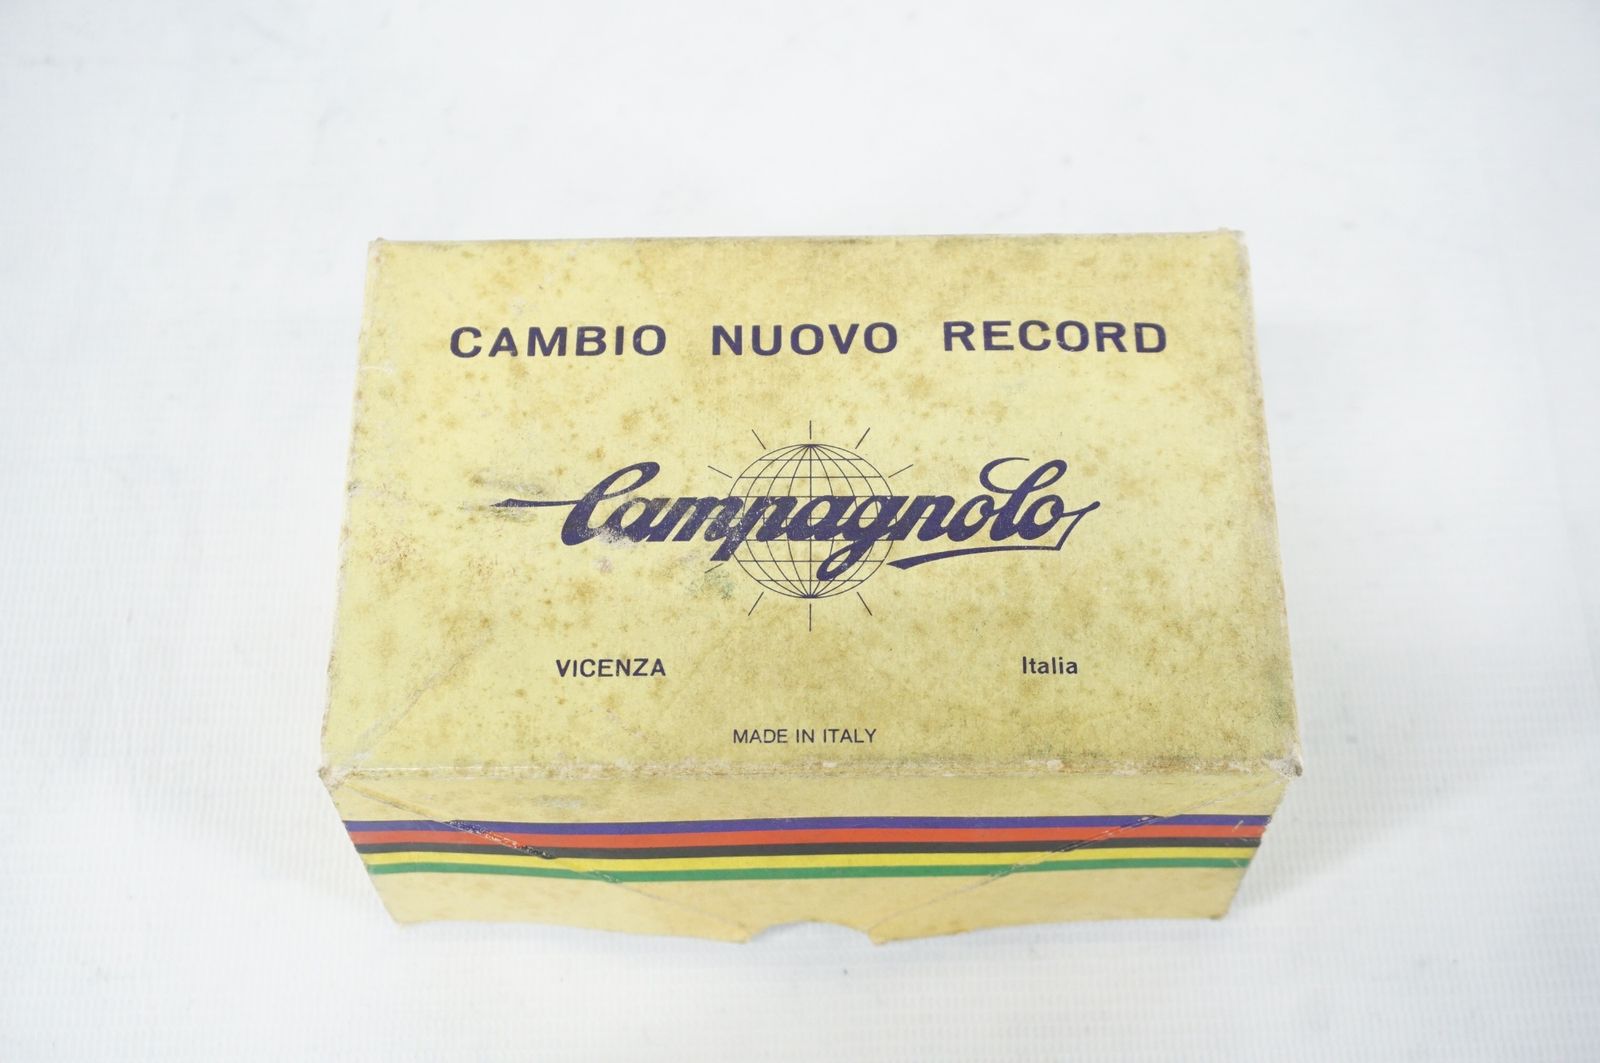 CAMBIO NUOVO RECORD
Campagnolo
VICENZA Italia
MADE IN ITALY